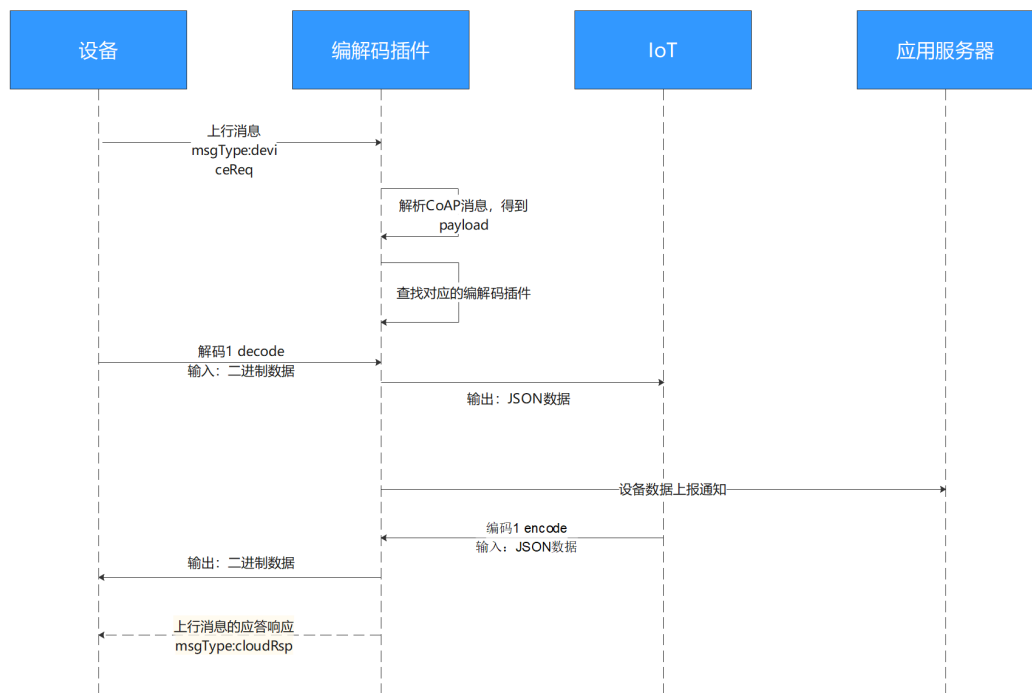 设备
编解码插件
IoT
应用服务器
上行消息
msgType:devi
ceReq
解析CoAP消息，得到
payload
查找对应的编解码插件
解码1 decode
输入：二进制数据
输出：JSON数据
设备数据上报通知
编码1 encode
输入：JSON数据
输出：二进制数据
上行消息的应答响应
msgType:cloudRsp